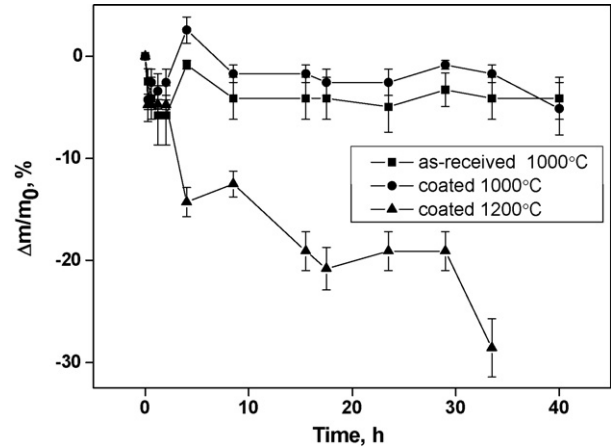 0
-10
-20
-30
Δm/m₀, %
as-received 1000°C
coated 1000°C
coated 1200°C
0 10 20 30 40
Time, h